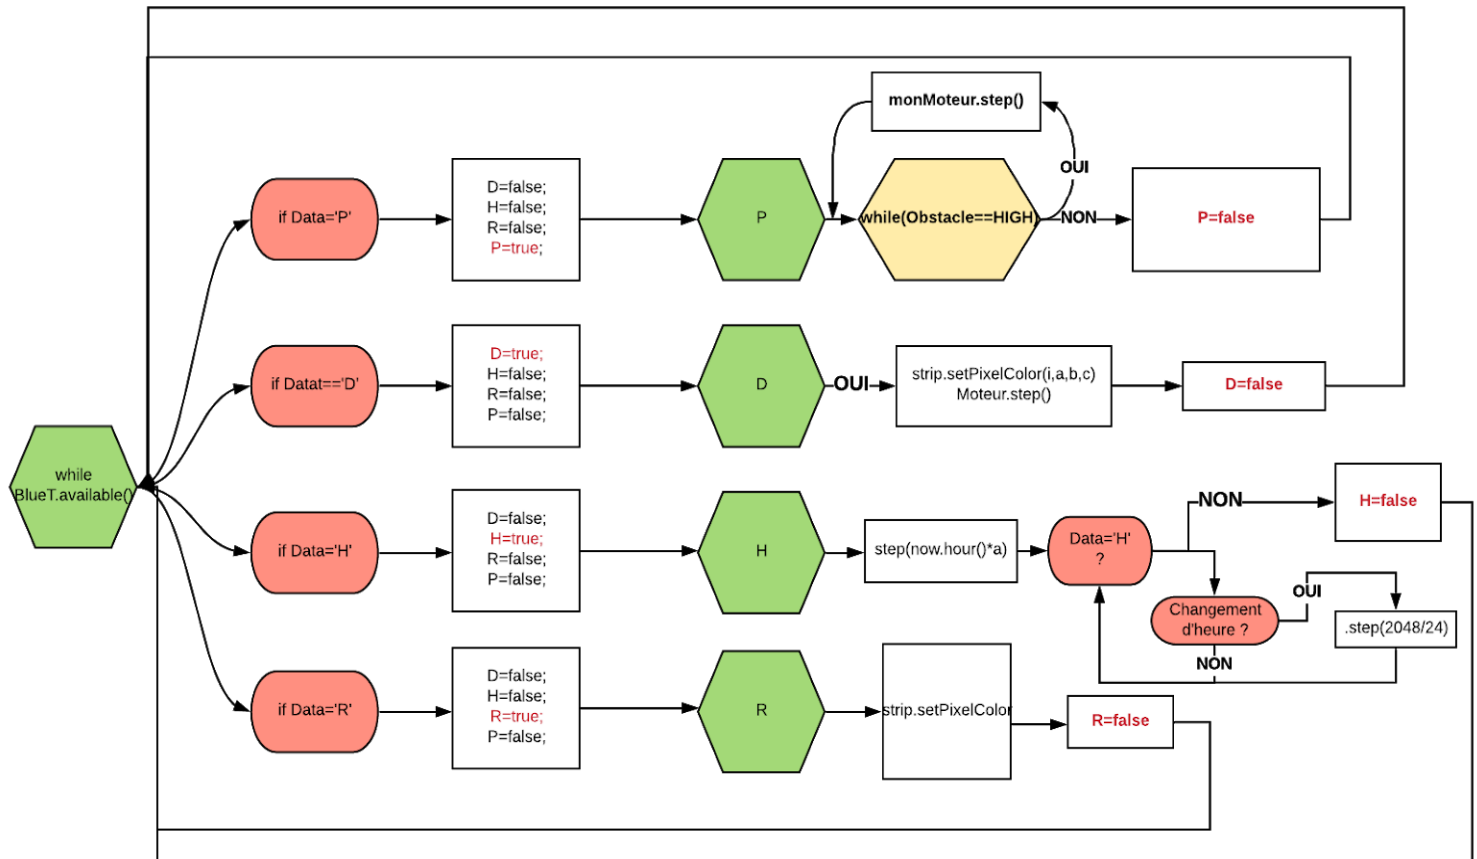 monMoteur.step()
OUI
if Data='P'
D=false;
H=false;
R=false;
P=true;
P
while(Obstacle==HIGH)
NON
P=false
if Datat=='D'
D=true;
H=false;
R=false;
P=false;
D
OUI
strip.setPixelColor(i,a,b,c)
Moteur.step()
D=false
while
BlueT.available()
if Data='H'
D=false;
H=true;
R=false;
P=false;
H
step(now.hour()*a)
Data='H'
?
NON
H=false
Changement
d'heure ?
OUI
.step(2048/24)
NON
if Data='R'
D=false;
H=false;
R=true;
P=false;
R
strip.setPixelColor
R=false